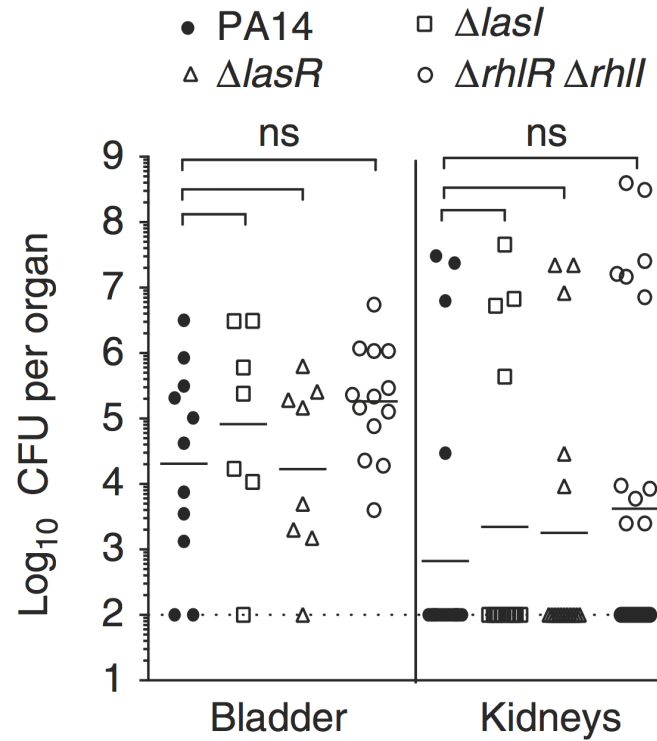 PA14
ΔlasI
ΔlasR
ΔrhlR ΔrhlI
ns
ns
9
8
7
6
5
4
3
2
1
Log10 CFU per organ
Bladder
Kidneys